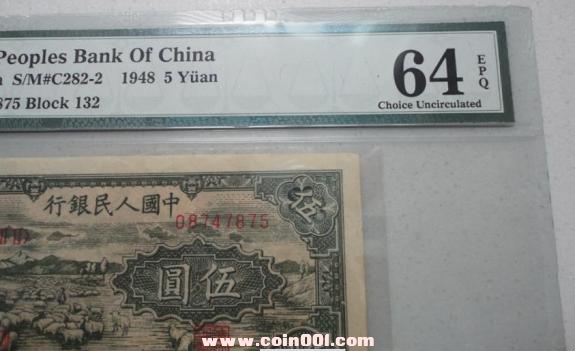 Peoples Bank Of China
a S/M#C282-2 1948 5 Yüan
875 Block 132
64 EPQ
Choice Uncirculated
行銀民人國中
08747875
伍
圓伍
www.coin001.com